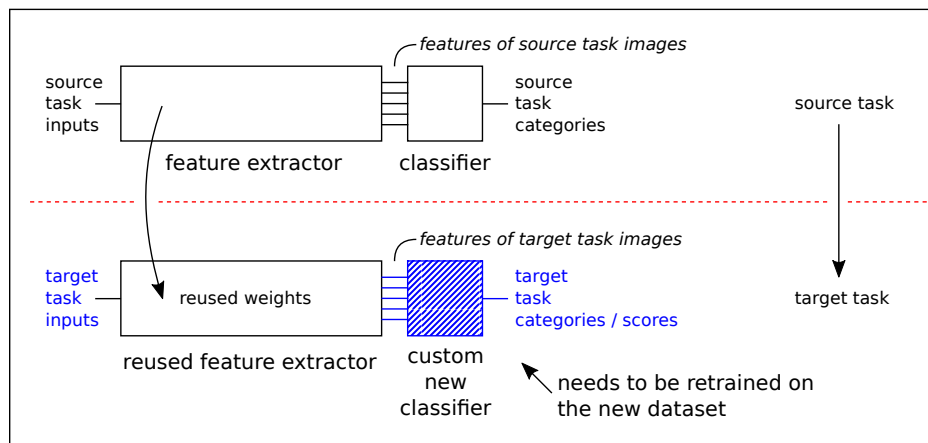 features of source task images
source
task
inputs
source
task
categories
source task
feature extractor
classifier
features of target task images
target
task
inputs
reused weights
target
task
categories / scores
target task
reused feature extractor
custom
new
classifier
needs to be retrained on
the new dataset